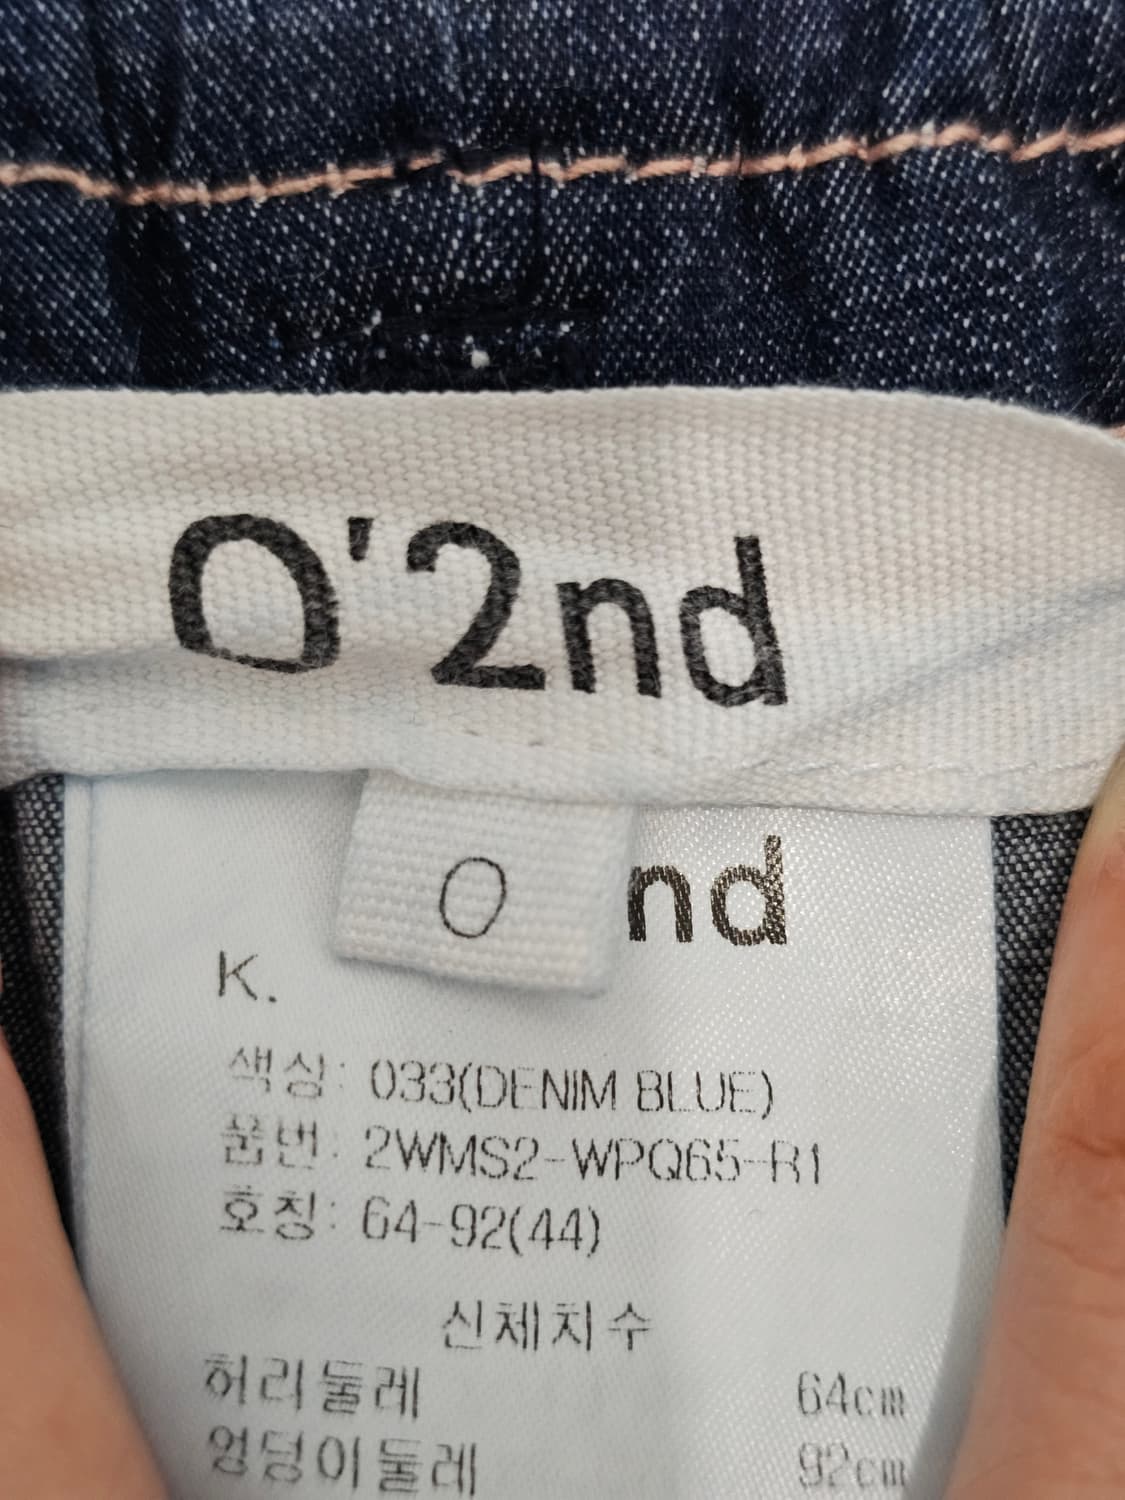 O'2nd
O
nd
K.
색상: 033(DENIM BLUE)
품번: 2WMS2-WPQ65-R1
호칭: 64-92(44)
신체치수
허리둘레 64cm
엉덩이둘레 92cm